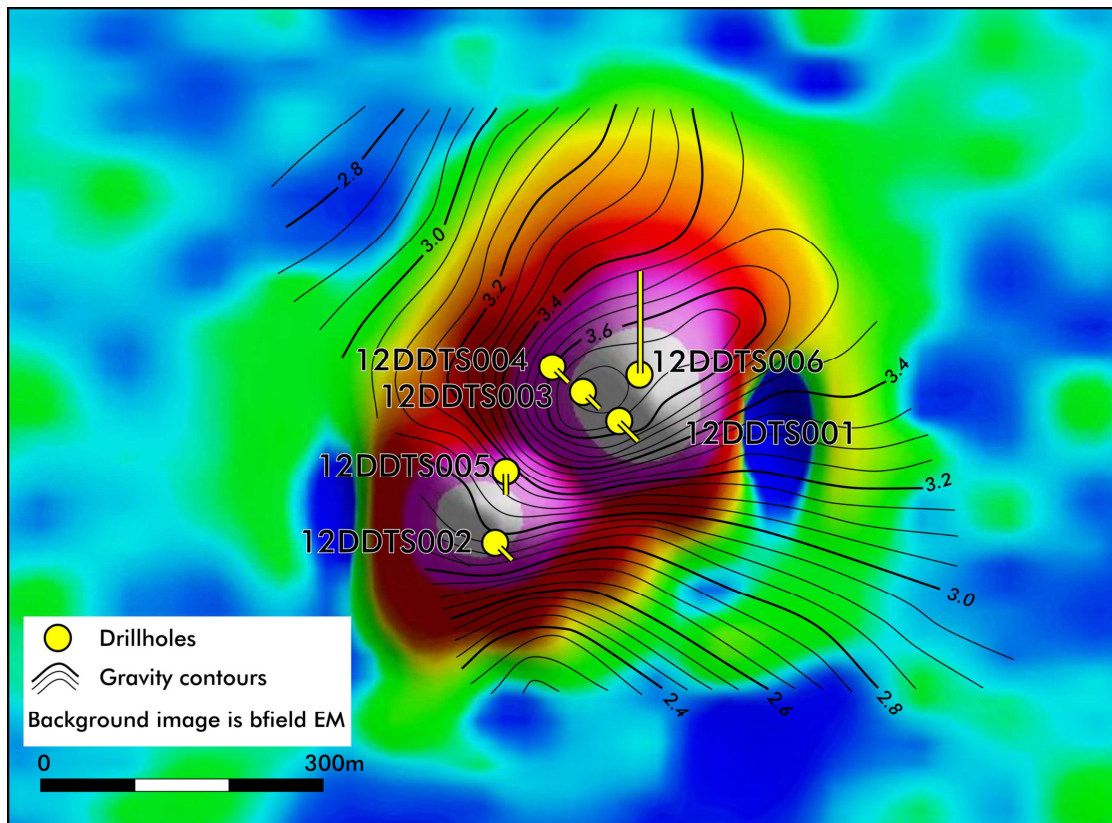 2.8
3.0
3.2
3.4
3.6
12DDTS004
12DDTS006
12DDTS003
3.4
12DDTS001
12DDTS005
3.2
12DDTS002
3.0
2.4
2.6
2.8
Drillholes
Gravity contours
Background image is bfield EM
0 300m